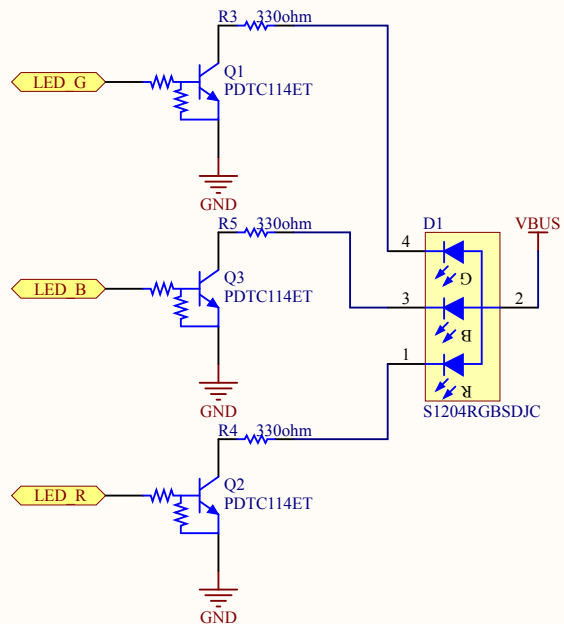 R3 330ohm
LED_G
Q1
PDTC114ET
GND
R5 330ohm
D1
VBUS
4
G
LED_B
Q3
PDTC114ET
3
2
B
1
R
GND
S1204RGBSDJC
R4 330ohm
LED_R
Q2
PDTC114ET
GND